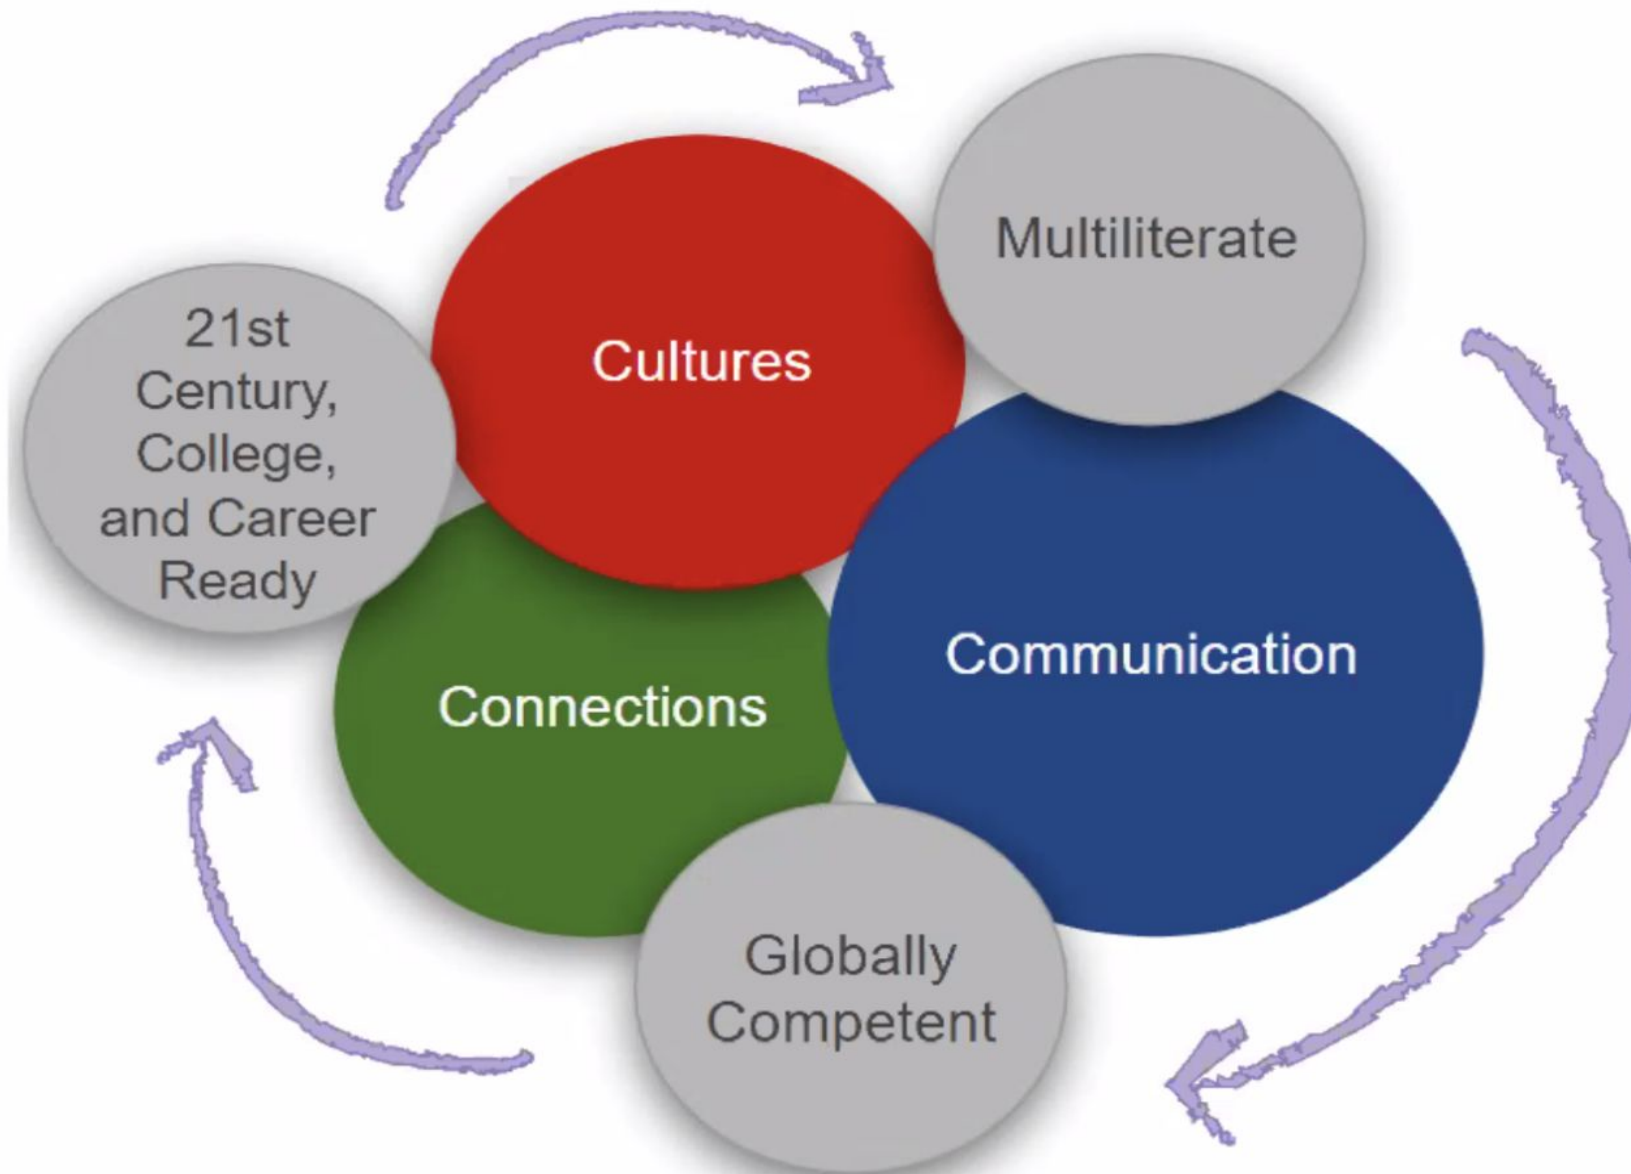 Multiliterate
Cultures
21st
Century,
College,
and Career
Ready
Communication
Connections
Globally
Competent